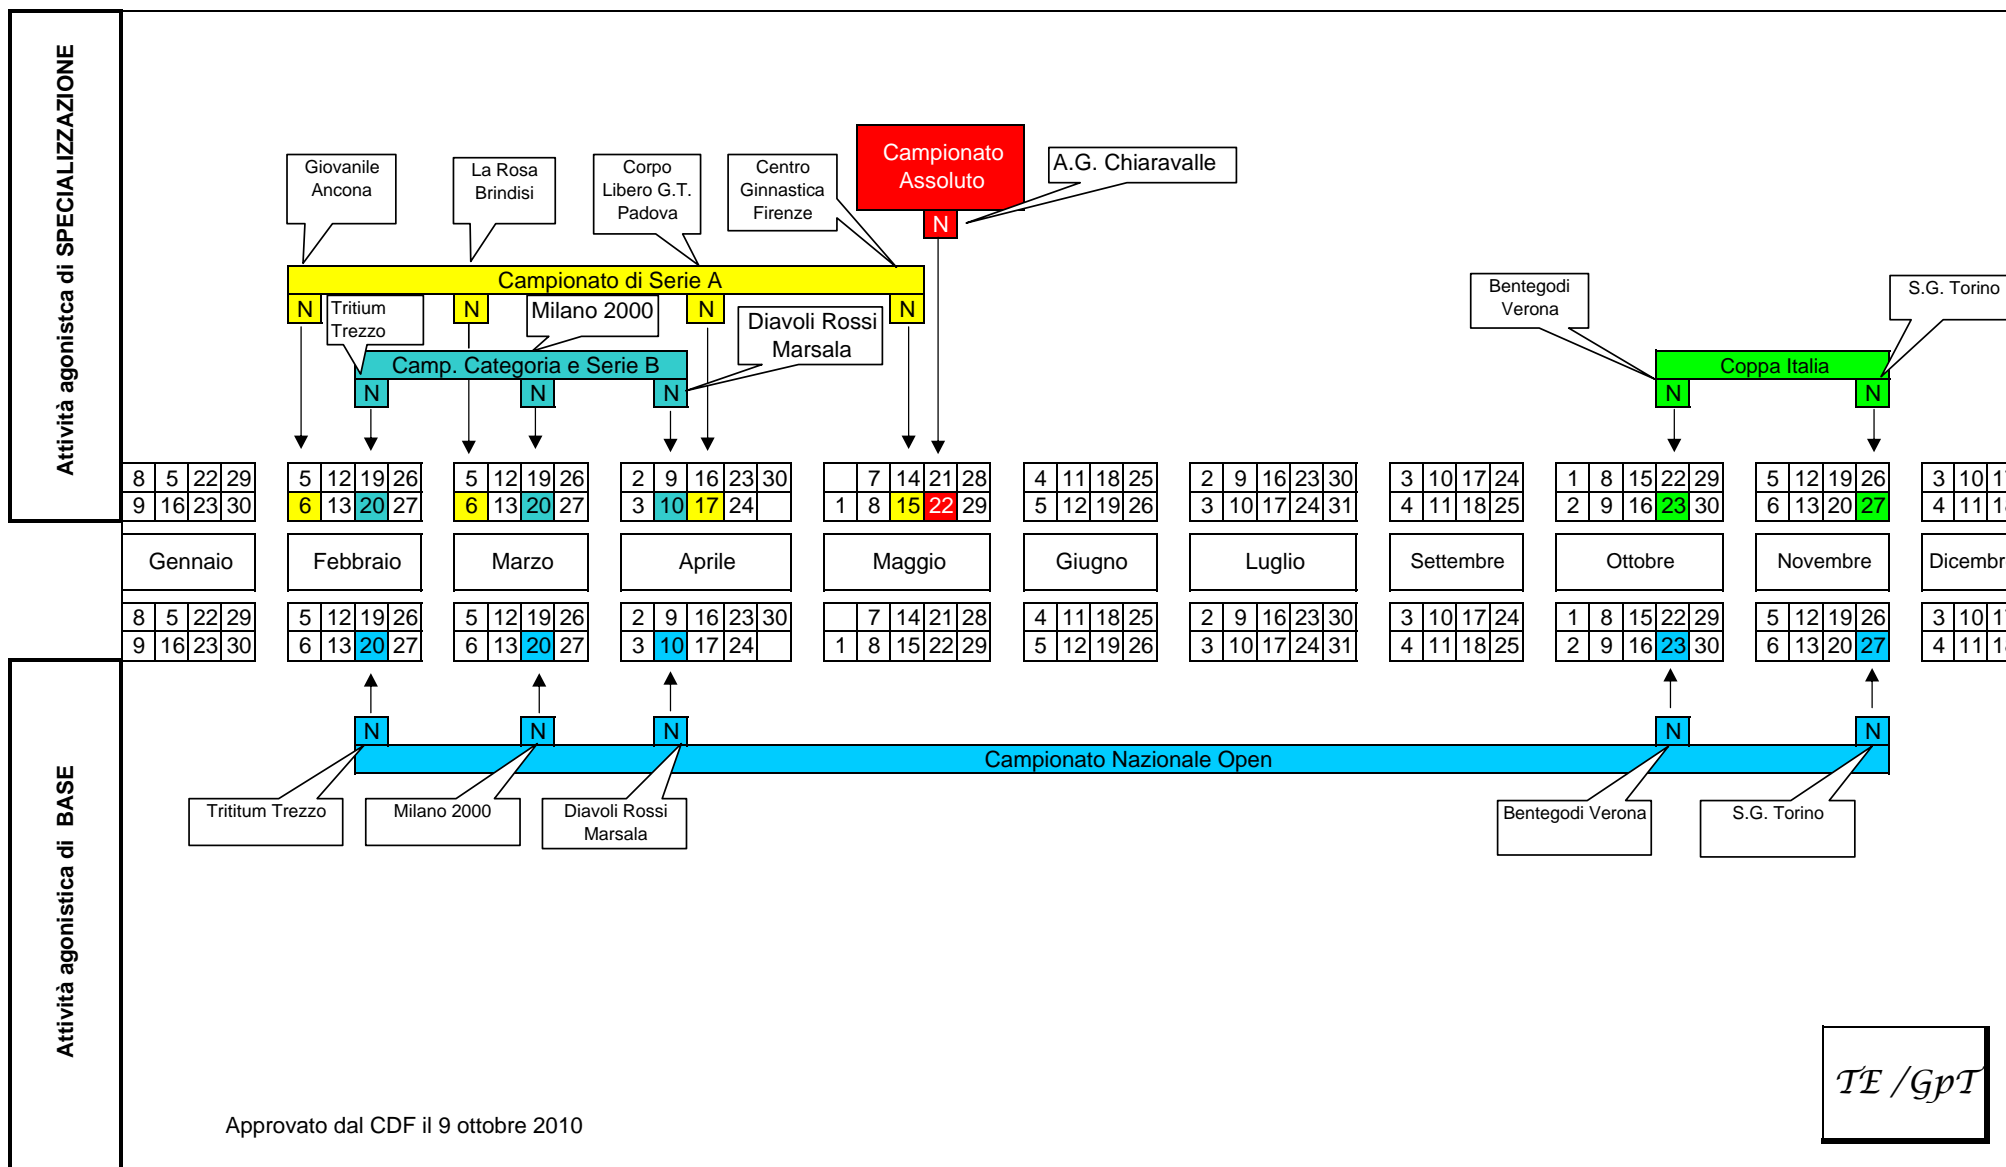 Attività agonistca di SPECIALIZZAZIONE
Campionato
Assoluto
N
A.G. Chiaravalle
Giovanile
Ancona
La Rosa
Brindisi
Corpo
Libero G.T.
Padova
Centro
Ginnastica
Firenze
Campionato di Serie A
N
N
N
N
Tritium
Trezzo
Milano 2000
Diavoli Rossi
Marsala
Camp. Categoria e Serie B
N
N
N
Bentegodi
Verona
S.G. Torino
Coppa Italia
N
N
8 5 22 29 5 12 19 26 5 12 19 26 2 9 16 23 30 7 14 21 28 4 11 18 25 2 9 16 23 30 3 10 17 24 1 8 15 22 29 5 12 19 26 3 10
9 16 23 30 6 13 20 27 6 13 20 27 3 10 17 24 1 8 15 22 29 5 12 19 26 3 10 17 24 31 4 11 18 25 2 9 16 23 30 6 13 20 27 4 11
Gennaio Febbraio Marzo Aprile Maggio Giugno Luglio Settembre Ottobre Novembre Dicembr
8 5 22 29 5 12 19 26 5 12 19 26 2 9 16 23 30 7 14 21 28 4 11 18 25 2 9 16 23 30 3 10 17 24 1 8 15 22 29 5 12 19 26 3 10
9 16 23 30 6 13 20 27 6 13 20 27 3 10 17 24 1 8 15 22 29 5 12 19 26 3 10 17 24 31 4 11 18 25 2 9 16 23 30 6 13 20 27 4 11
Attività agonistica di BASE
N
N
N
N
N
Campionato Nazionale Open
Trititum Trezzo
Milano 2000
Diavoli Rossi
Marsala
Bentegodi Verona
S.G. Torino
TE /GpT
Approvato dal CDF il 9 ottobre 2010